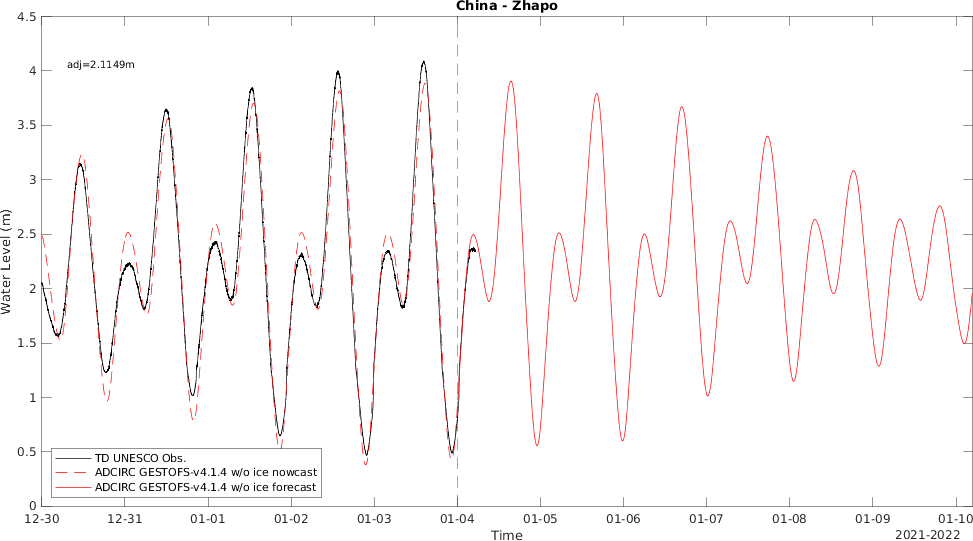 China - Zhapo
4.5
4
3.5
3
2.5
2
1.5
1
0.5
0
Water Level (m)
adj=2.1149m
TD UNESCO Obs.
ADCIRC GESTOFS-v4.1.4 w/o ice nowcast
ADCIRC GESTOFS-v4.1.4 w/o ice forecast
12-30 12-31 01-01 01-02 01-03 01-04 01-05 01-06 01-07 01-08 01-09 01-10
Time
2021-2022